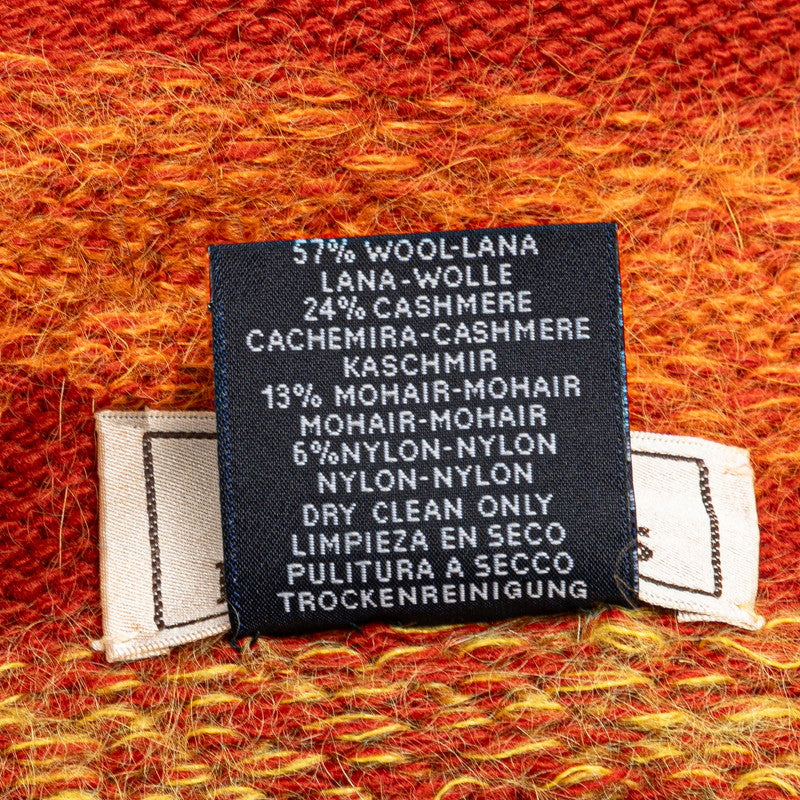 57% WOOL-LANA
LANA-WOLLE
24% CASHMERE
CACHEMIRA-CASHMERE
KASCHMIR
13% MOHAIR-MOHAIR
MOHAIR-MOHAIR
6%NYLON-NYLON
NYLON-NYLON
DRY CLEAN ONLY
LIMPIEZA EN SECO
PULITURA A SECCO
TROCKENREINIGUNG